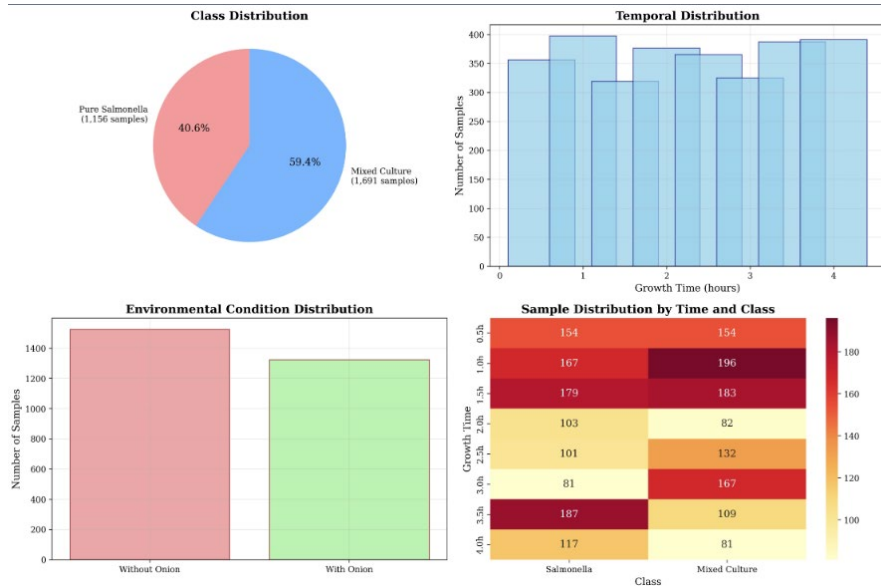 Class Distribution
Pure Salmonella
(1,156 samples)
40.6%
59.4%
Mixed Culture
(1,691 samples)
Temporal Distribution
Number of Samples
400
350
300
250
200
150
100
50
0
0
1
2
3
4
Growth Time (hours)
Environmental Condition Distribution
Number of Samples
1400
1200
1000
800
600
400
200
0
Without Onion
With Onion
Sample Distribution by Time and Class
Growth Time
0.5h
154
154
1.0h
167
196
1.5h
179
183
2.0h
103
82
2.5h
101
132
3.0h
81
167
3.5h
187
109
4.0h
117
81
Salmonella
Mixed Culture
Class
180
160
140
120
100